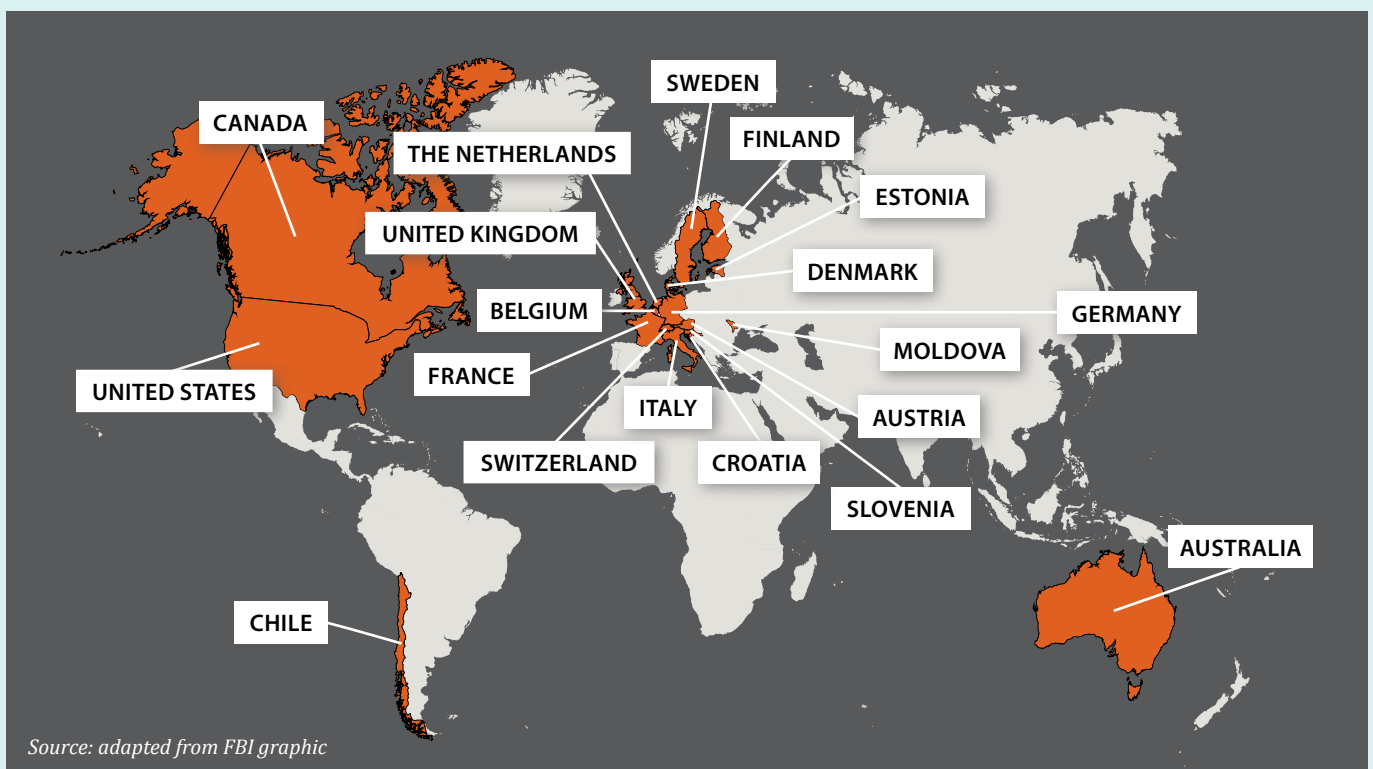 SWEDEN
CANADA
FINLAND
THE NETHERLANDS
ESTONIA
UNITED KINGDOM
DENMARK
BELGIUM
GERMANY
MOLDOVA
FRANCE
UNITED STATES
ITALY
AUSTRIA
SWITZERLAND
CROATIA
SLOVENIA
AUSTRALIA
CHILE
Source: adapted from FBI graphic